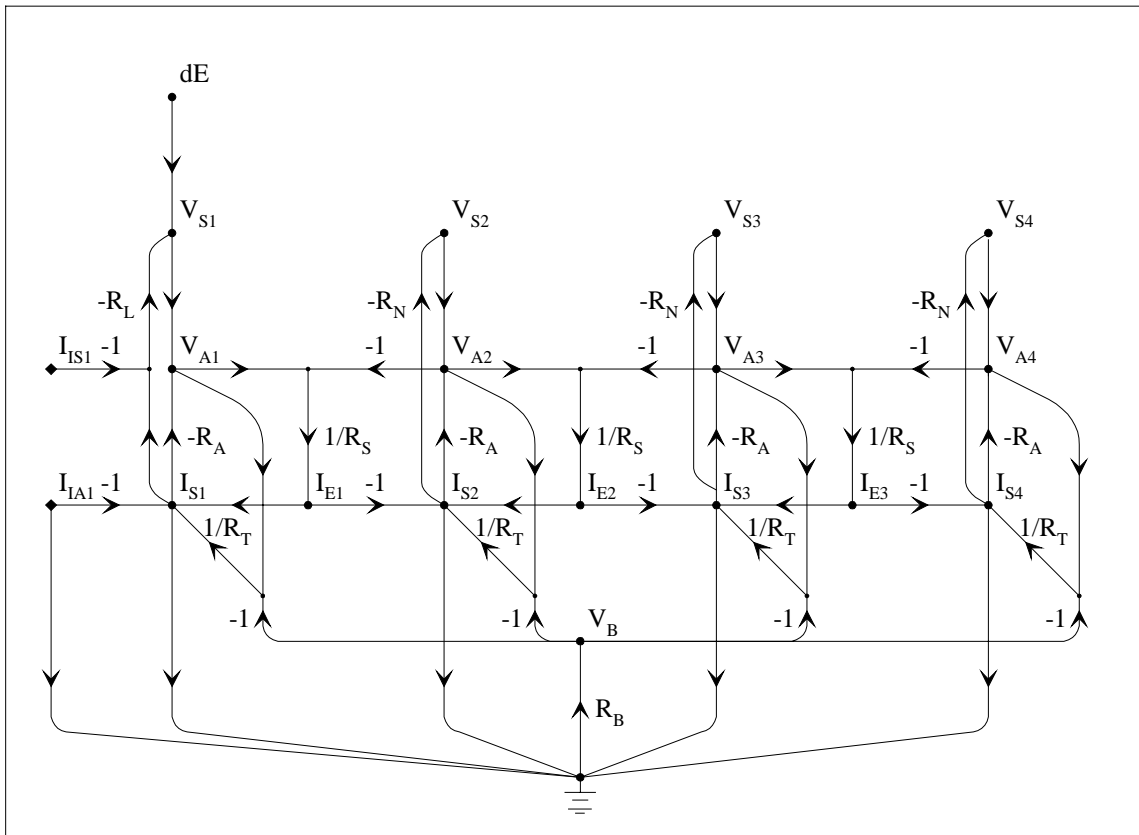 dE
V_S1 V_S2 V_S3 V_S4
-R_L -R_N -R_N -R_N
I_IS1 -1 V_A1 -1 V_A2 -1 V_A3 -1 V_A4
-R_A 1/R_S -R_A 1/R_S -R_A 1/R_S -R_A
I_IA1 -1 I_S1 I_E1 -1 I_S2 I_E2 -1 I_S3 I_E3 -1 I_S4
1/R_T 1/R_T 1/R_T 1/R_T
-1 -1 V_B -1 -1
R_B